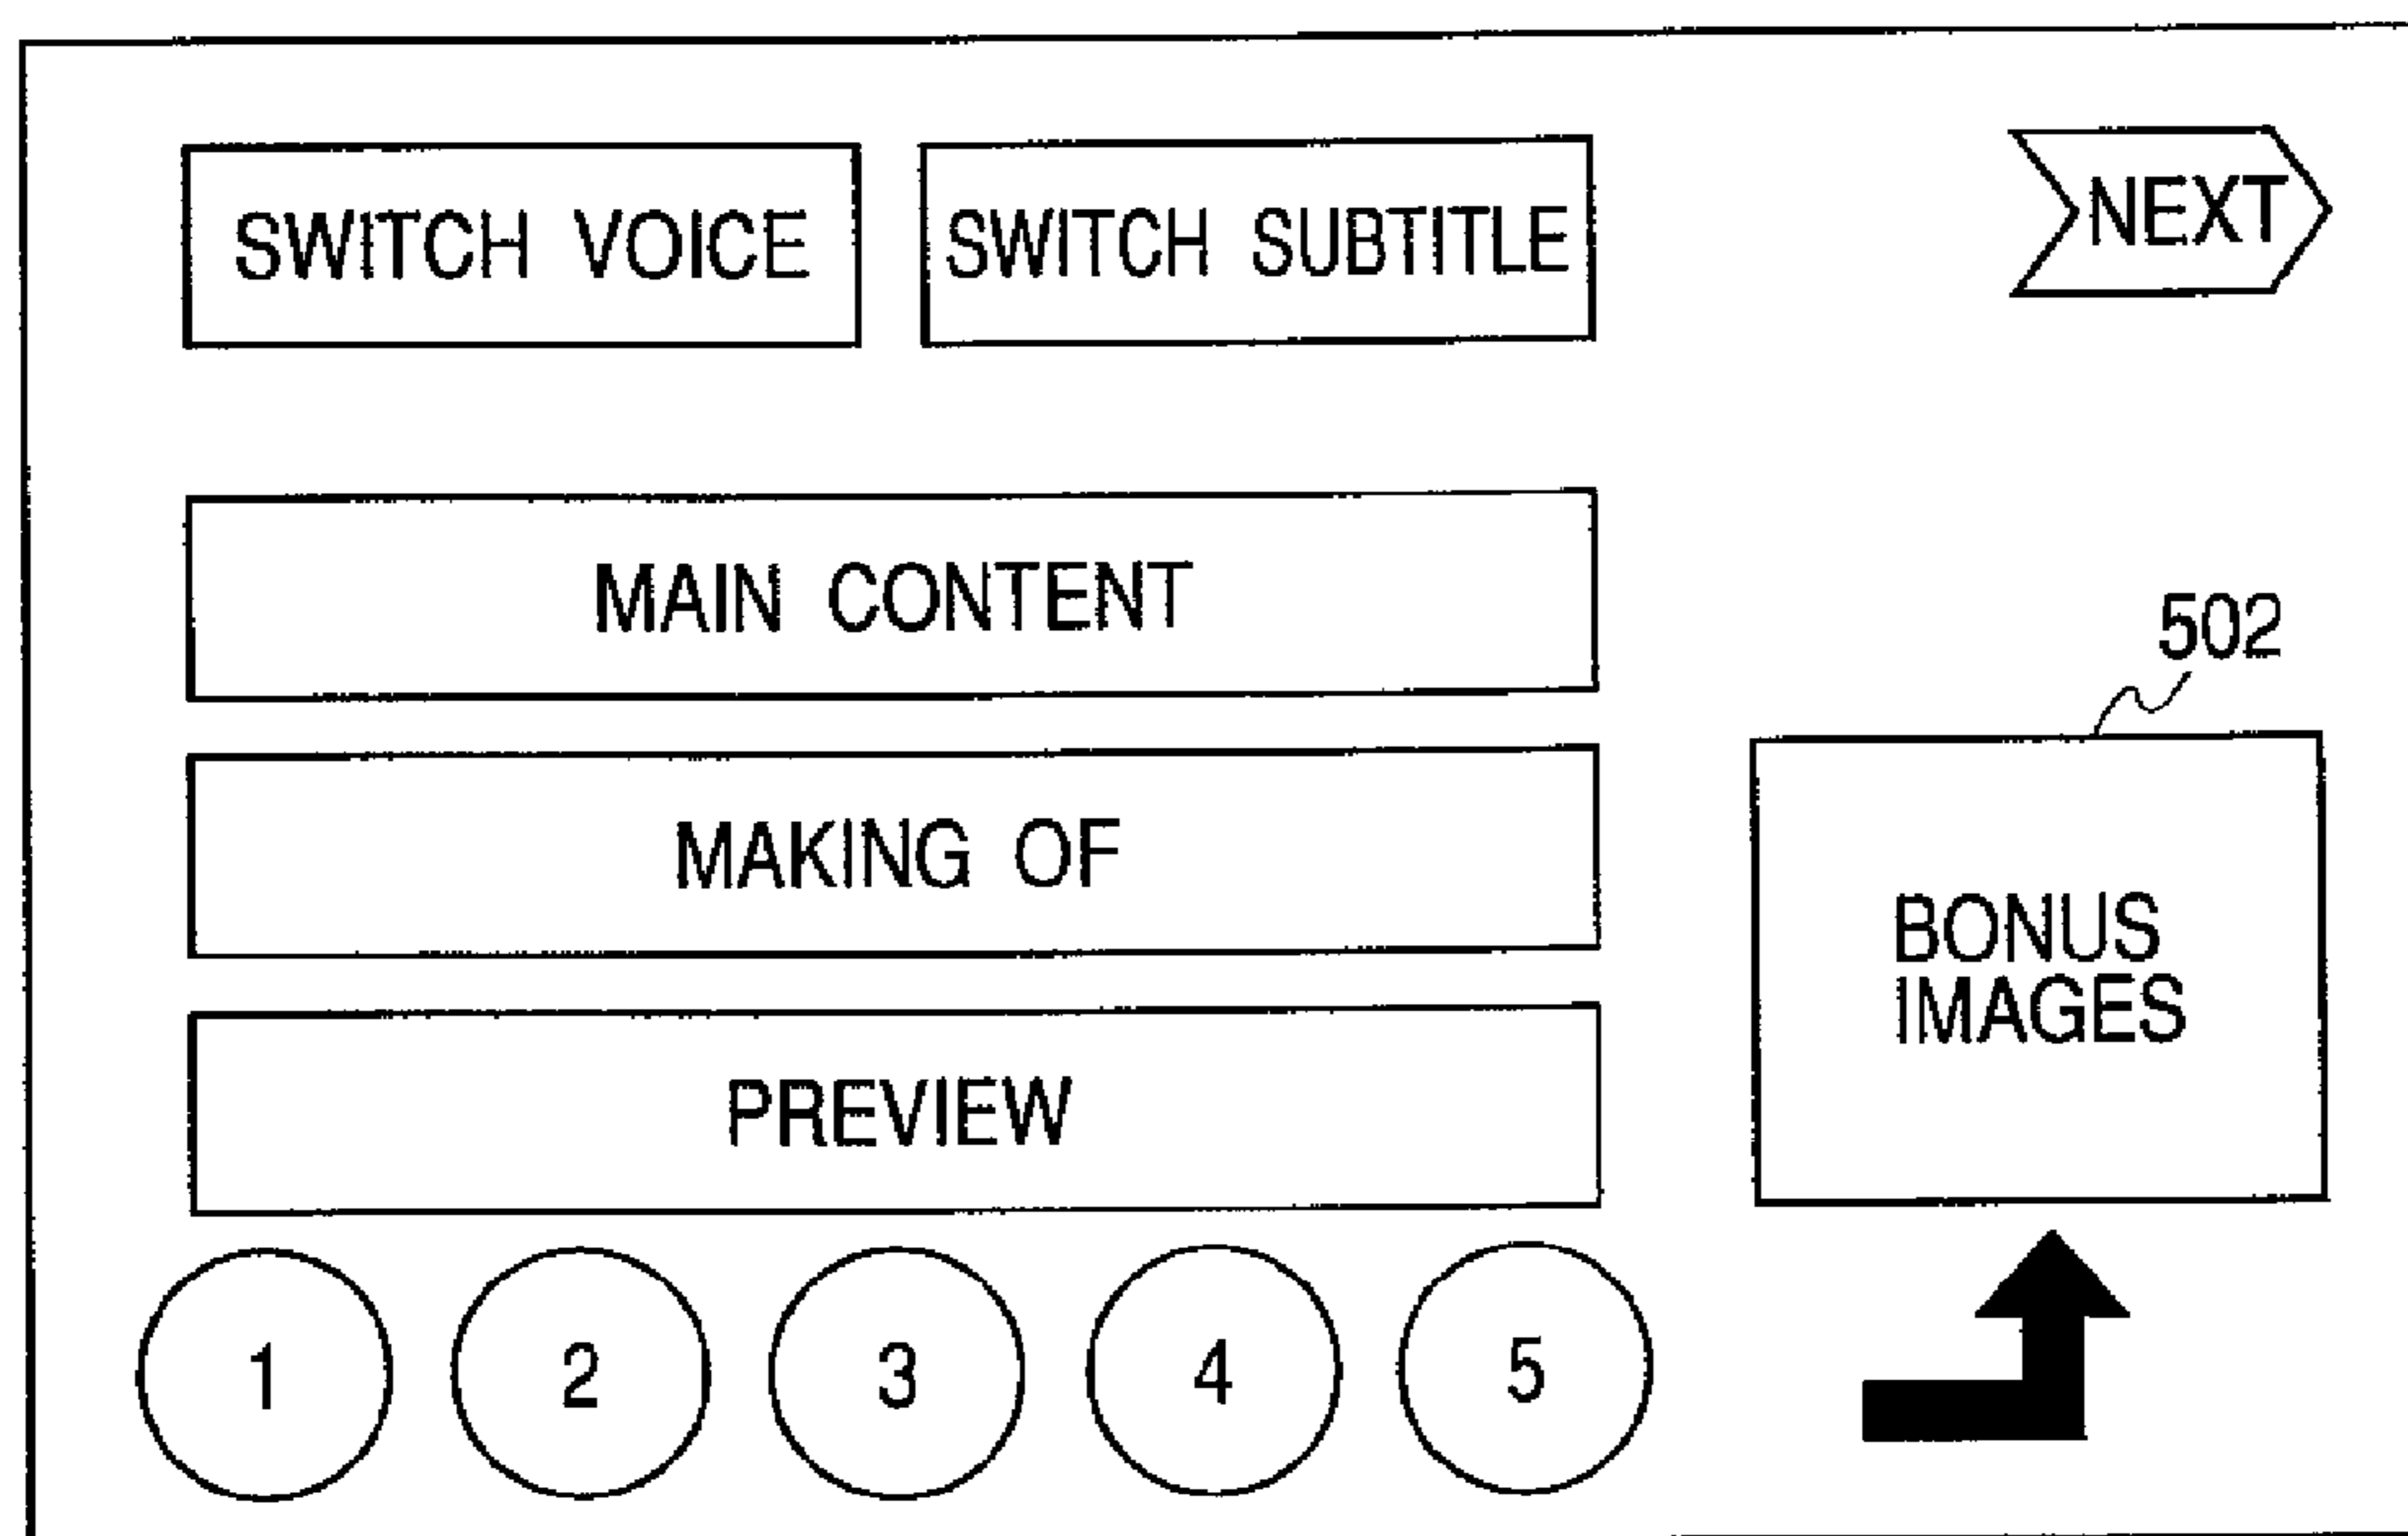 SWITCH VOICE
SWITCH SUBTITLE
NEXT
MAIN CONTENT
502
MAKING OF
BONUS
IMAGES
PREVIEW
1
2
3
4
5